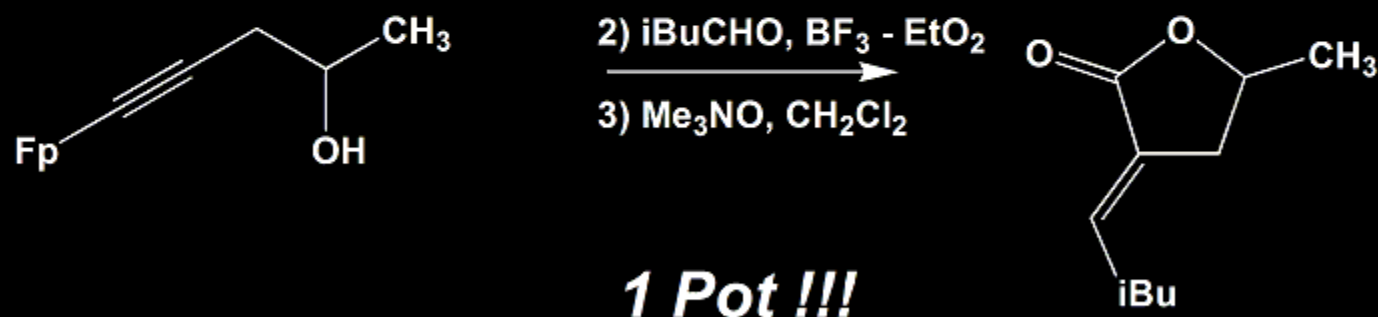 CH3
Fp
OH
2) iBuCHO, BF3 - EtO2
3) Me3NO, CH2Cl2
1 Pot !!!
O
O
CH3
iBu